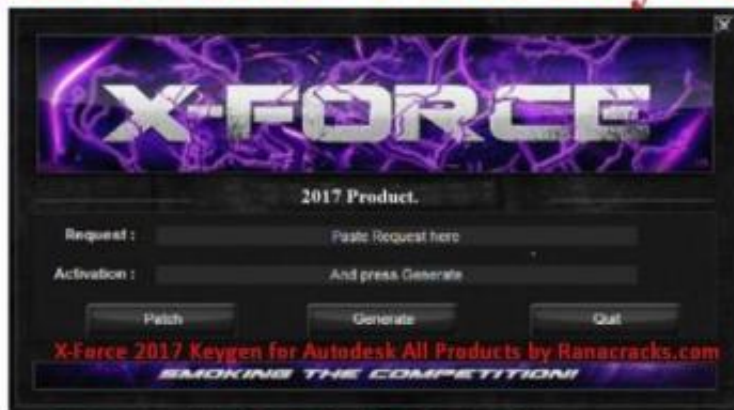 X-FORCE
2017 Product.
Request :
Paste Request here
Activation :
And press Generate
Patch
Generate
Quit
X-Force 2017 Keygen for Autodesk All Products by Ranacracks.com
SMOKING THE COMPETITION!